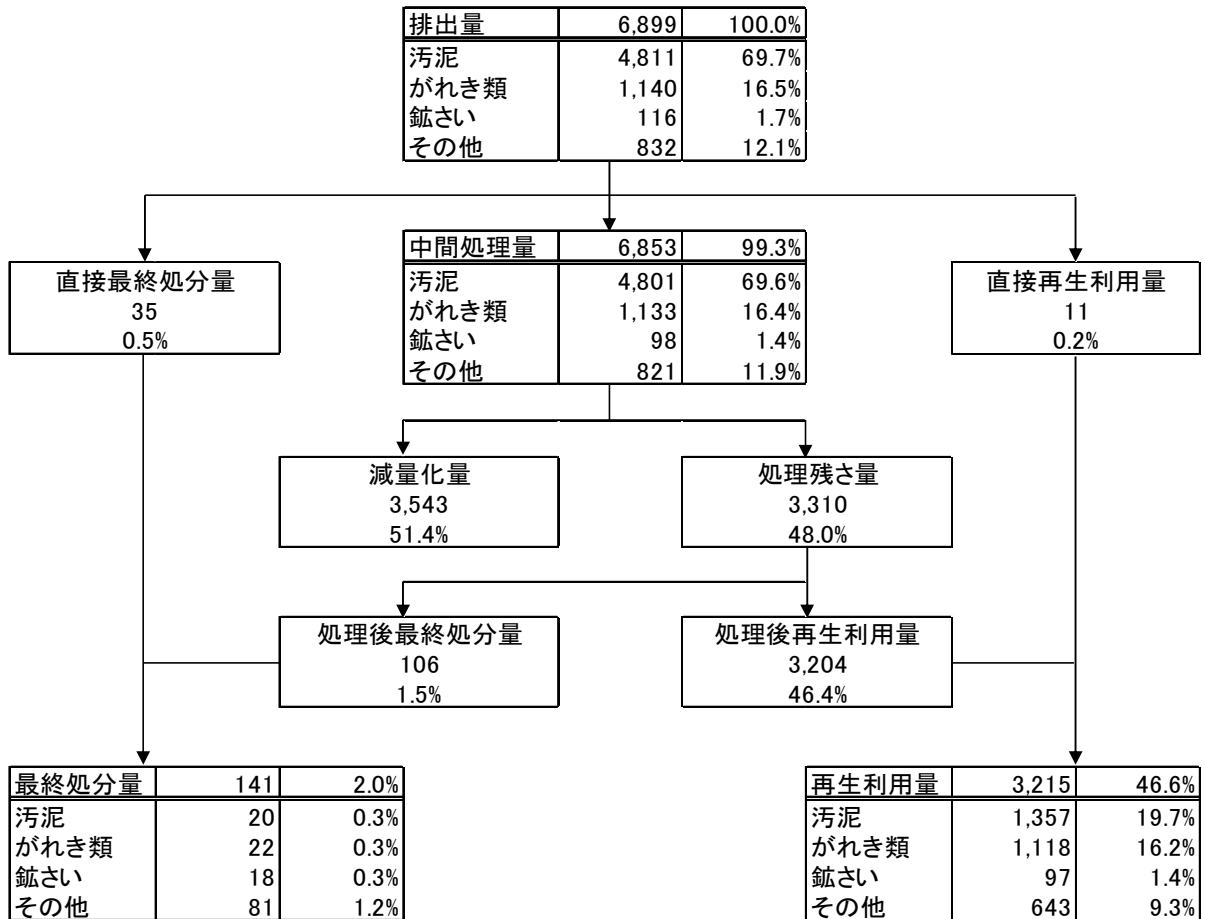 排出量 6,899 100.0%
汚泥 4,811 69.7%
がれき類 1,140 16.5%
鉱さい 116 1.7%
その他 832 12.1%
中間処理量 6,853 99.3%
汚泥 4,801 69.6%
がれき類 1,133 16.4%
鉱さい 98 1.4%
その他 821 11.9%
直接最終処分量
35
0.5%
直接再生利用量
11
0.2%
減量化量
3,543
51.4%
処理残さ量
3,310
48.0%
処理後最終処分量
106
1.5%
処理後再生利用量
3,204
46.4%
最終処分量 141 2.0%
汚泥 20 0.3%
がれき類 22 0.3%
鉱さい 18 0.3%
その他 81 1.2%
再生利用量 3,215 46.6%
汚泥 1,357 19.7%
がれき類 1,118 16.2%
鉱さい 97 1.4%
その他 643 9.3%